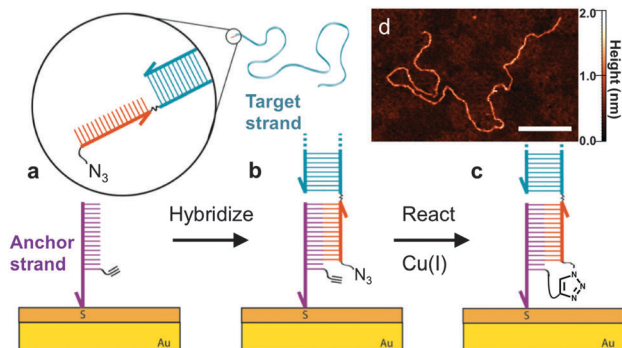 d
Height (nm)
2.0
1.0
0.0
Target
strand
N3
a
b
c
Anchor
strand
Hybridize
N3
React
Cu(I)
N
N
N
S
Au
S
Au
S
Au